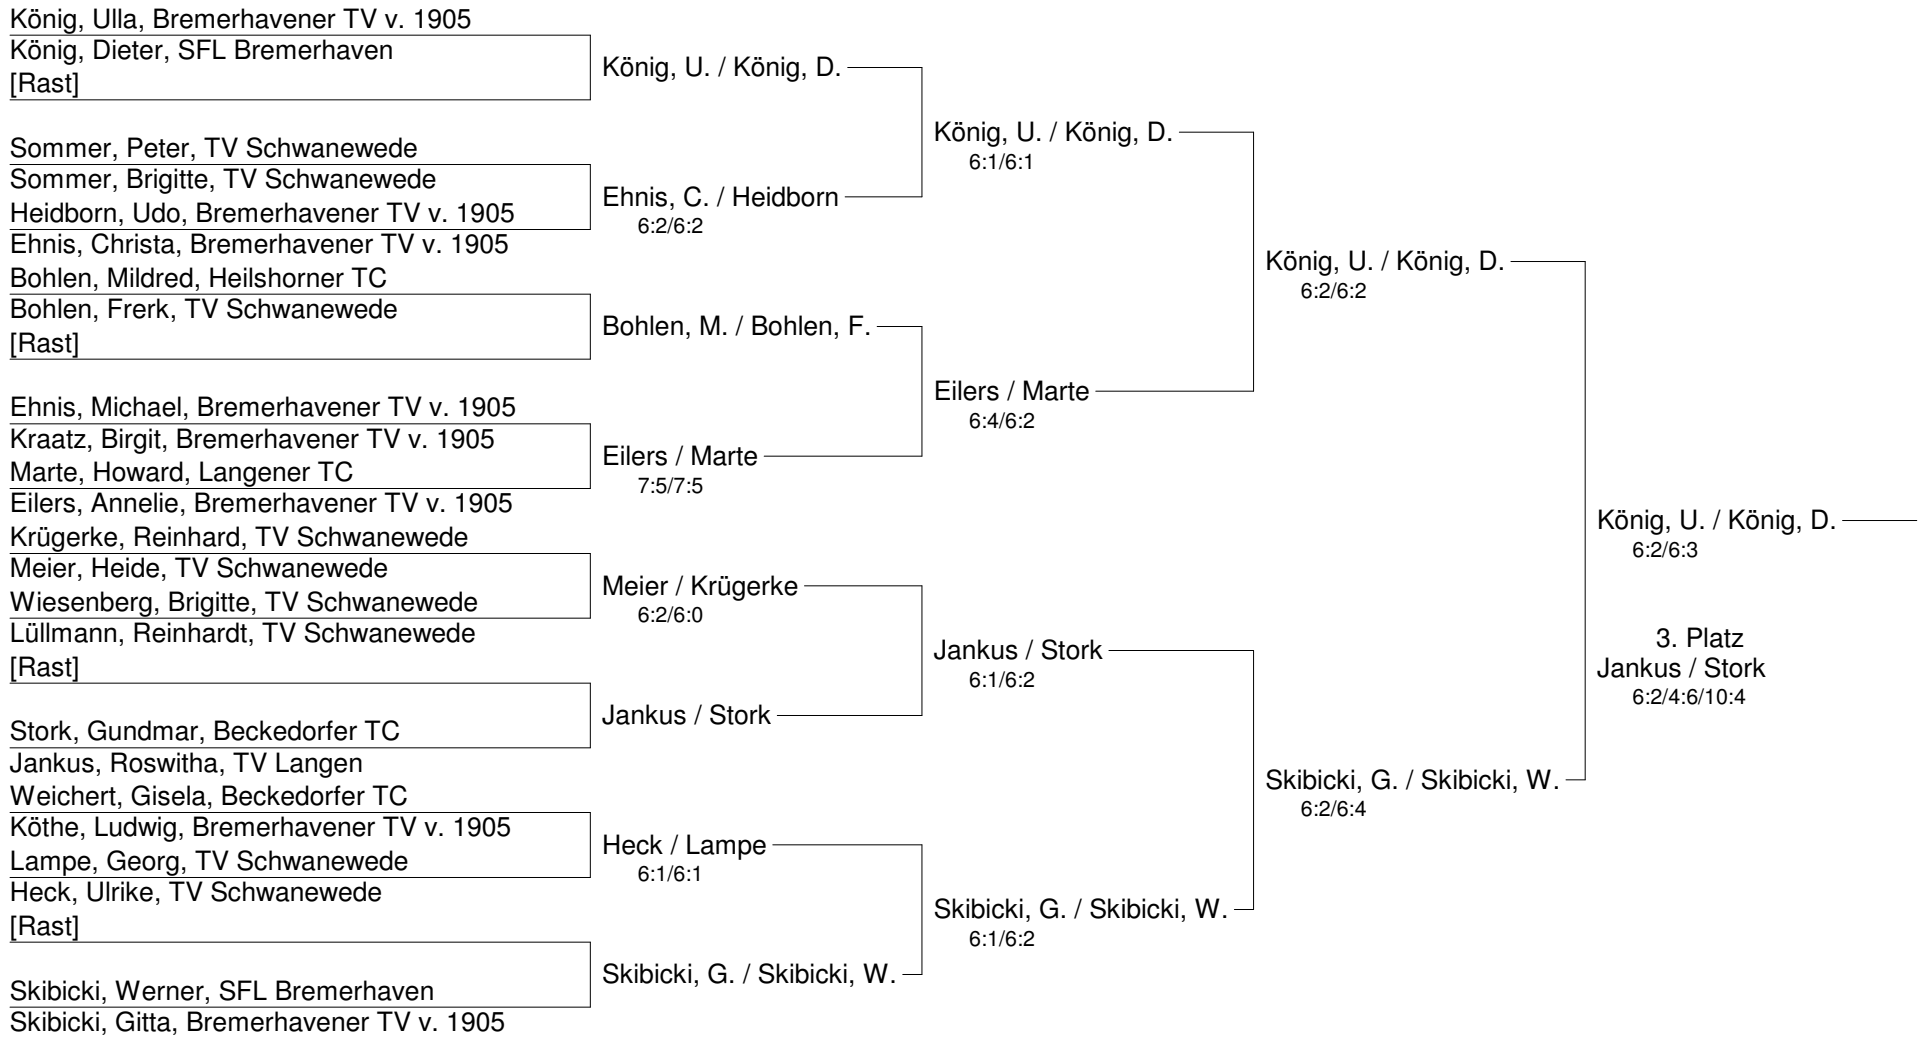 König, Ulla, Bremerhavener TV v. 1905
König, Dieter, SFL Bremerhaven
[Rast]
Sommer, Peter, TV Schwanewede
Sommer, Brigitte, TV Schwanewede
Heidborn, Udo, Bremerhavener TV v. 1905
Ehnis, Christa, Bremerhavener TV v. 1905
Bohlen, Mildred, Heilshorner TC
Bohlen, Frerk, TV Schwanewede
[Rast]
Ehnis, Michael, Bremerhavener TV v. 1905
Kraatz, Birgit, Bremerhavener TV v. 1905
Marte, Howard, Langener TC
Eilers, Annelie, Bremerhavener TV v. 1905
Krügerke, Reinhard, TV Schwanewede
Meier, Heide, TV Schwanewede
Wiesenberg, Brigitte, TV Schwanewede
Lüllmann, Reinhardt, TV Schwanewede
[Rast]
Stork, Gundmar, Beckedorfer TC
Jankus, Roswitha, TV Langen
Weichert, Gisela, Beckedorfer TC
Köthe, Ludwig, Bremerhavener TV v. 1905
Lampe, Georg, TV Schwanewede
Heck, Ulrike, TV Schwanewede
[Rast]
Skibicki, Werner, SFL Bremerhaven
Skibicki, Gitta, Bremerhavener TV v. 1905
König, U. / König, D.
Ehnis, C. / Heidborn
6:2/6:2
Bohlen, M. / Bohlen, F.
Eilers / Marte
7:5/7:5
Meier / Krügerke
6:2/6:0
Jankus / Stork
Heck / Lampe
6:1/6:1
Skibicki, G. / Skibicki, W.
König, U. / König, D.
6:1/6:1
Eilers / Marte
6:4/6:2
Jankus / Stork
6:1/6:2
Skibicki, G. / Skibicki, W.
6:1/6:2
König, U. / König, D.
6:2/6:2
Skibicki, G. / Skibicki, W.
6:2/6:4
König, U. / König, D.
6:2/6:3
3. Platz
Jankus / Stork
6:2/4:6/10:4